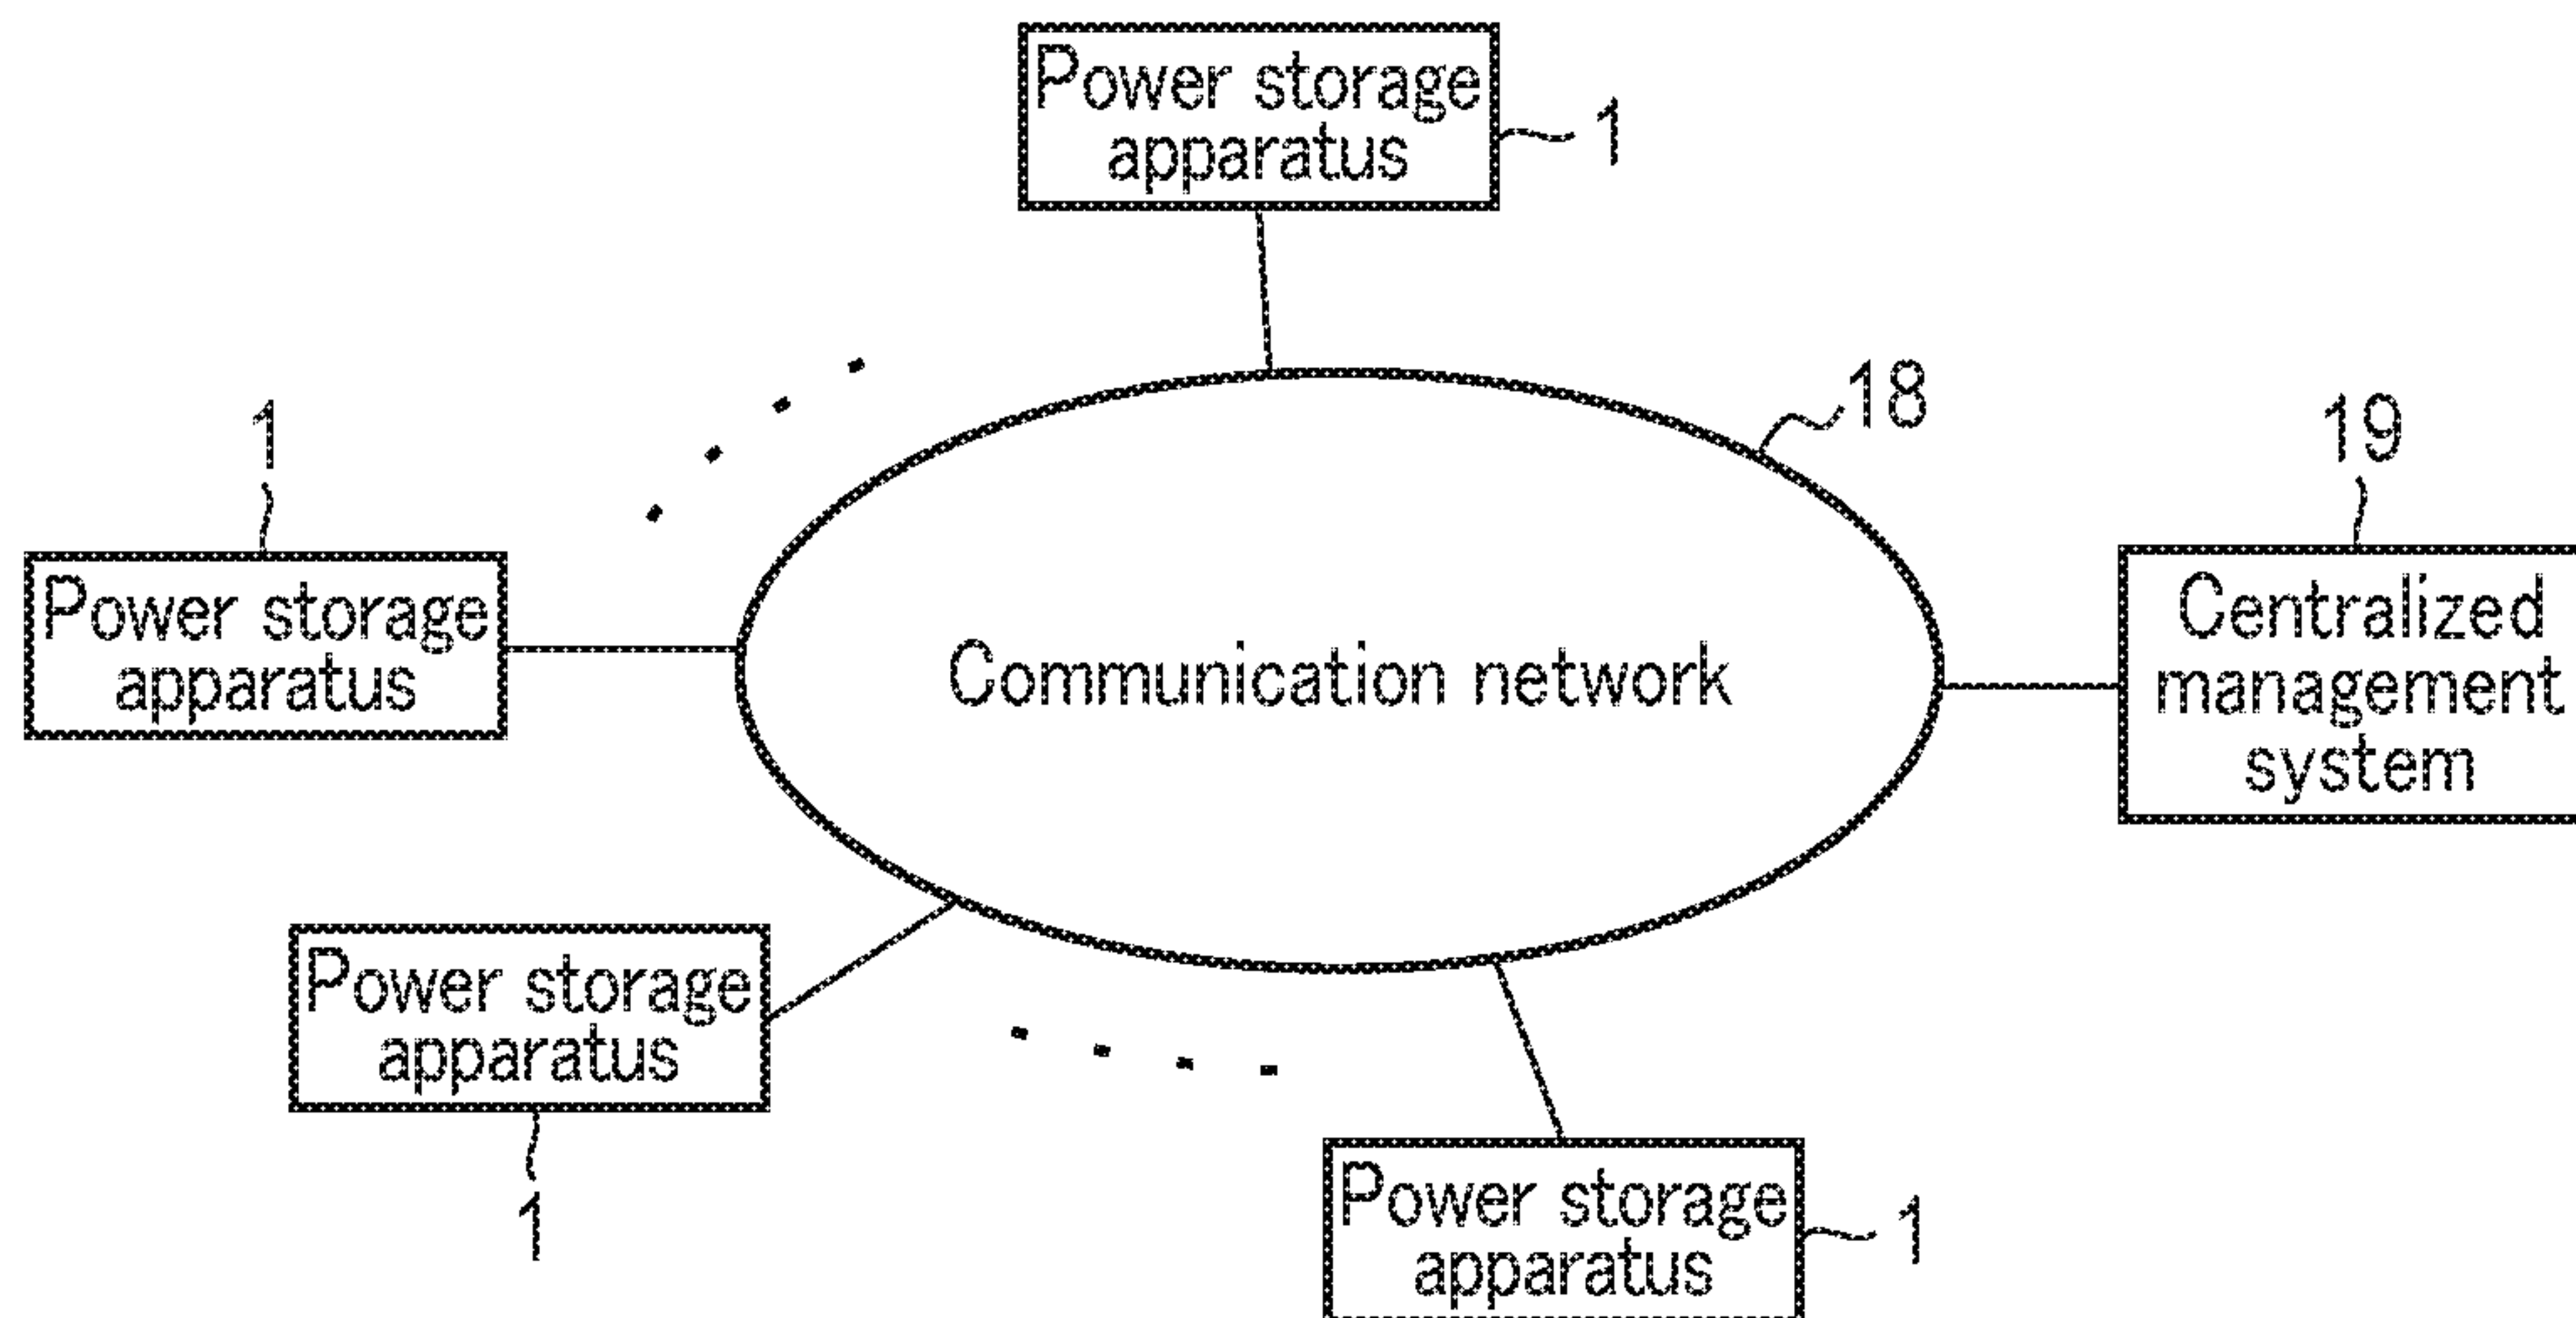 Power storage
apparatus
1
18
19
1
Power storage
apparatus
Communication network
Centralized
management
system
Power storage
apparatus
1
Power storage
apparatus
1